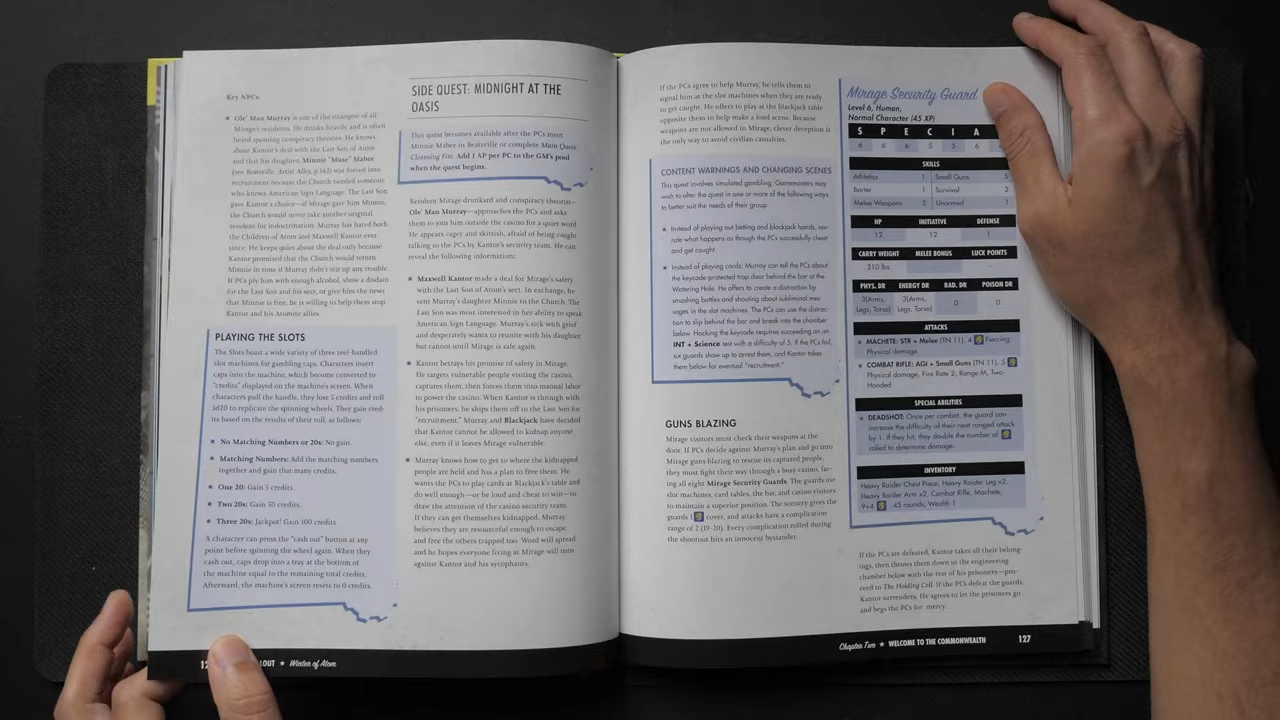 Key NPCs:
Ole' Man Murray is one of the strangest of all
Mirage's residents. He drinks heavily and is often
heard spouting conspiracy theories. He knows
about Kantor's deal with the Last Son of Atom
and that his daughter, Minnie "Muse" Mabee
(see Beatsville: Artist Alley, p.143) was forced into
recruitment because the Church needed someone
who knows American Sign Language. The Last Son
gave Kantor a choice—if Mirage gave him Minnie,
the Church would never take another original
resident for indoctrination. Murray has hated both
the Children of Atom and Maxwell Kantor ever
since. He keeps quiet about the deal only because
Kantor promised that the Church would return
Minnie in time if Murray didn't stir up any trouble.
If PCs ply him with enough alcohol, show a disdain
for the Last Son and his sect, or give him the news
that Minnie is free, he is willing to help them stop
Kantor and his Atomite allies.
PLAYING THE SLOTS
The Slots boast a wide variety of three reel-handled
slot machines for gambling caps. Characters insert
caps into the machine, which become converted to
"credits" displayed on the machine's screen. When
characters pull the handle, they lose 5 credits and roll
3d20 to replicate the spinning wheels. They gain cred-
its based on the results of their roll, as follows:
No Matching Numbers or 20s: No gain.
Matching Numbers: Add the matching numbers
together and gain that many credits.
One 20: Gain 5 credits.
Two 20s: Gain 50 credits.
Three 20s: Jackpot! Gain 100 credits.
A character can press the "cash out" button at any
point before spinning the wheel again. When they
cash out, caps drop into a tray at the bottom of
the machine equal to the remaining total credits.
Afterward, the machine's screen resets to 0 credits.
SIDE QUEST: MIDNIGHT AT THE
OASIS
This quest becomes available after the PCs meet
Minnie Mabee in Beatsville or complete Main Quest
Cleansing Fire. Add 1 AP per PC to the GM's pool
when the quest begins.
Resident Mirage drunkard and conspiracy theorist—
Ole' Man Murray—approaches the PCs and asks
them to join him outside the casino for a quiet word.
He appears cagey and skittish, afraid of being caught
talking to the PCs by Kantor's security team. He can
reveal the following information:
Maxwell Kantor made a deal for Mirage's safety
with the Last Son of Atom's sect. In exchange, he
sent Murray's daughter Minnie to the Church. The
Last Son was most interested in her ability to speak
American Sign Language. Murray's sick with grief
and desperately wants to reunite with his daughter
but cannot until Mirage is safe again.
Kantor betrays his promise of safety in Mirage.
He targets vulnerable people visiting the casino,
captures them, then forces them into manual labor
to power the casino. When Kantor is through with
his prisoners, he ships them off to the Last Son for
"recruitment." Murray and Blackjack have decided
that Kantor cannot be allowed to kidnap anyone
else, even if it leaves Mirage vulnerable.
Murray knows how to get to where the kidnapped
people are held and has a plan to free them. He
wants the PCs to play cards at Blackjack's table and
do well enough—or be loud and cheat to win—to
draw the attention of the casino security team.
If they can get themselves kidnapped, Murray
believes they are resourceful enough to escape
and free the others trapped too. Word will spread
and he hopes everyone living at Mirage will turn
against Kantor and his sycophants.
12 LOUT ★ Winter of Atom
If the PCs agree to help Murray, he tells them to
signal him at the slot machines when they are ready
to get caught. He offers to play at the blackjack table
opposite them to help make a loud scene. Because
weapons are not allowed in Mirage, clever deception is
the only way to avoid civilian casualties.
CONTENT WARNINGS AND CHANGING SCENES
This quest involves simulated gambling. Gamemasters may
wish to alter the quest in one or more of the following ways
to better suit the needs of their group.
Instead of playing out betting and blackjack hands, nar-
rate what happens as though the PCs successfully cheat
and get caught.
Instead of playing cards, Murray can tell the PCs about
the keycode-protected trap door behind the bar at the
Watering Hole. He offers to create a distraction by
smashing bottles and shouting about subliminal mes-
sages in the slot machines. The PCs can use the distrac-
tion to slip behind the bar and break into the chamber
below. Hacking the keycode requires succeeding on an
INT + Science test with a difficulty of 5. If the PCs fail,
six guards show up to arrest them, and Kantor takes
them below for eventual "recruitment."
GUNS BLAZING
Mirage visitors must check their weapons at the
door. If PCs decide against Murray's plan and go into
Mirage guns blazing to rescue its captured people,
they must fight their way through a busy casino, fac-
ing all eight Mirage Security Guards. The guards use
slot machines, card tables, the bar, and casino visitors
to maintain a superior position. The scenery gives the
guards 1 cover, and attacks have a complication
range of 2 (19-20). Every complication rolled during
the shootout hits an innocent bystander.
Mirage Security Guard
Level 6, Human,
Normal Character (45 XP)
S P E C I A
6 6 6 5 5 6
SKILLS
Athletics 1 Small Guns 5
Barter 1 Survival 2
Melee Weapons 5 Unarmed 1
HP INITIATIVE DEFENSE
12 12 1
CARRY WEIGHT MELEE BONUS LUCK POINTS
210 lbs. - -
PHYS. DR ENERGY DR RAD. DR POISON DR
3(Arms, 3(Arms, 0 0
Legs, Torso) Legs, Torso)
ATTACKS
MACHETE: STR + Melee (TN 11), 4 Piercing
Physical damage
COMBAT RIFLE: AGI + Small Guns (TN 11), 5
Physical damage, Fire Rate 2, Range M, Two-
Handed
SPECIAL ABILITIES
DEADSHOT: Once per combat, the guard can
increase the difficulty of their next ranged attack
by 1. If they hit, they double the number of
rolled to determine damage.
INVENTORY
Heavy Raider Chest Piece, Heavy Raider Leg x2,
Heavy Raider Arm x2, Combat Rifle, Machete,
9+4 .45 rounds, Wealth 1
If the PCs are defeated, Kantor takes all their belong-
ings, then throws them down in the engineering
chamber below with the rest of his prisoners—pro-
ceed to The Holding Cell. If the PCs defeat the guards,
Kantor surrenders. He agrees to let the prisoners go
and begs the PCs for mercy.
Chapter Two ★ WELCOME TO THE COMMONWEALTH 127